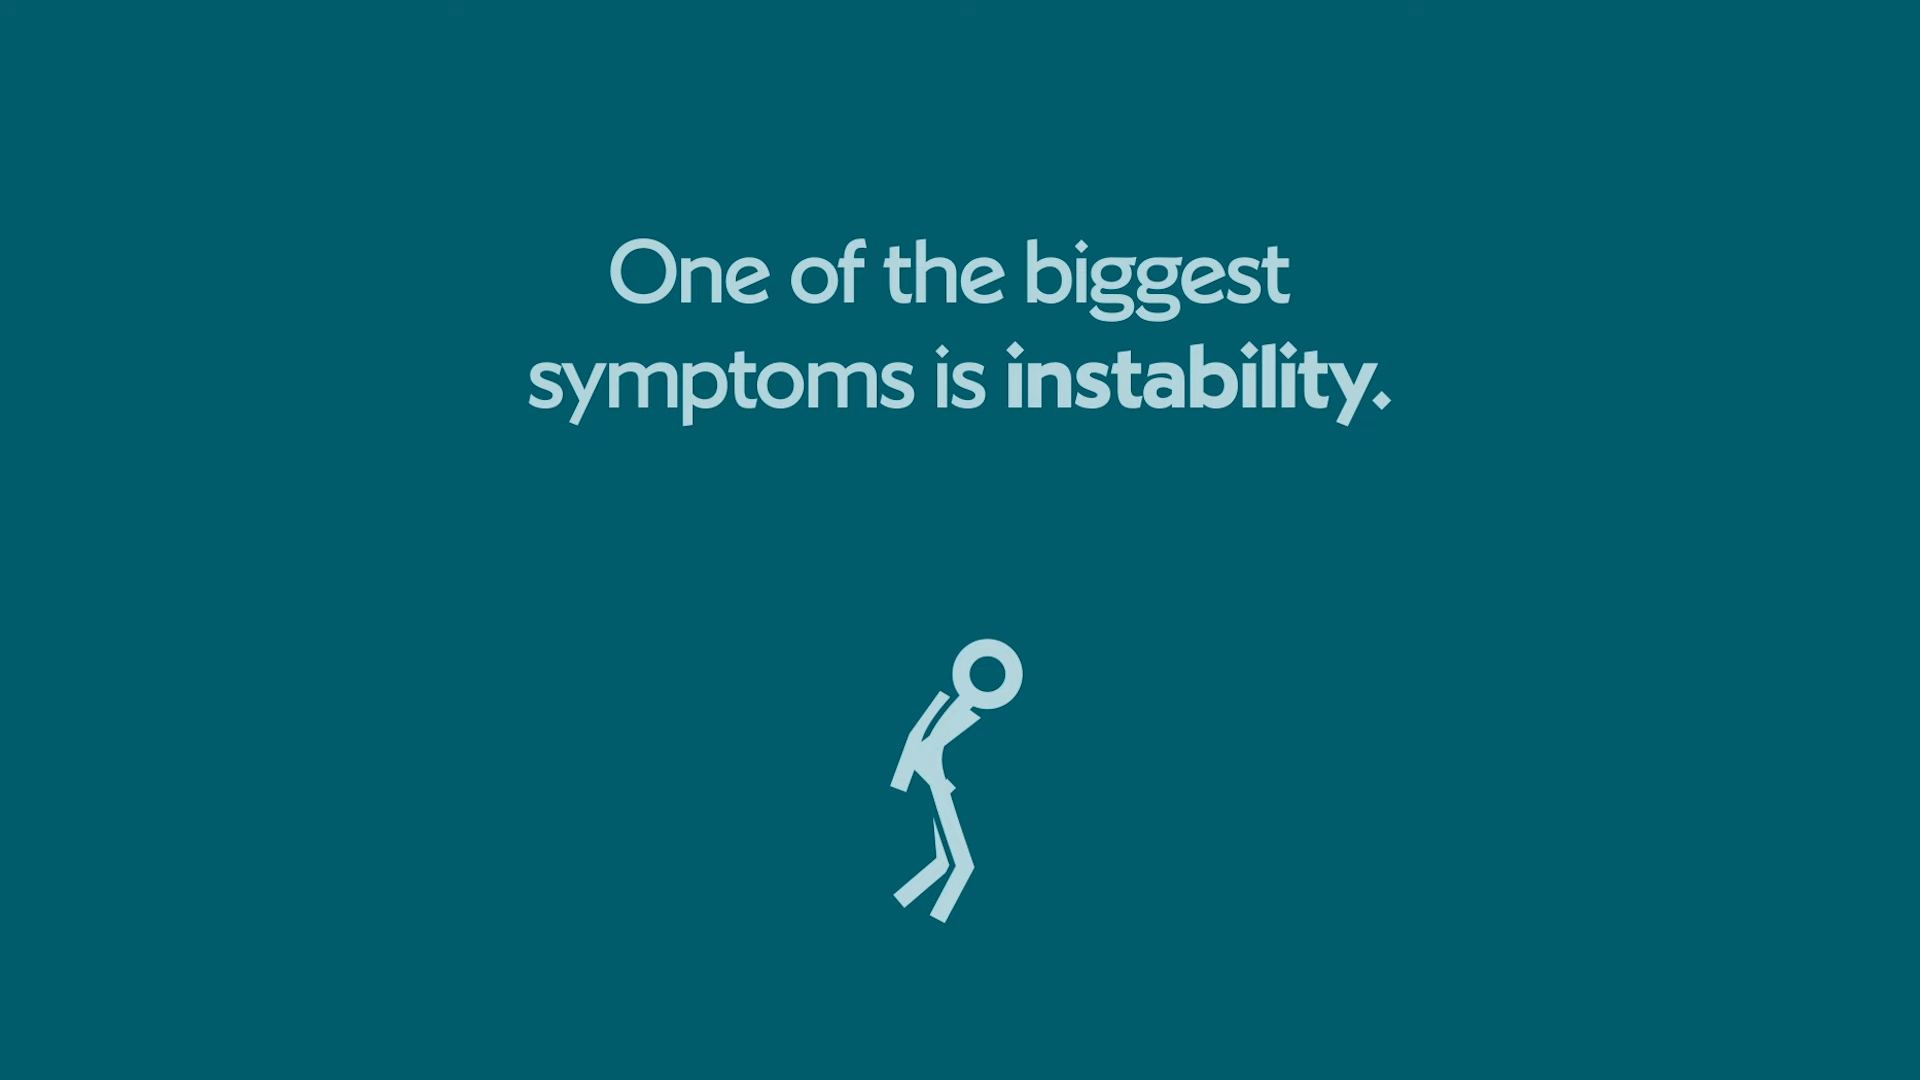 One of the biggest
symptoms is instability.